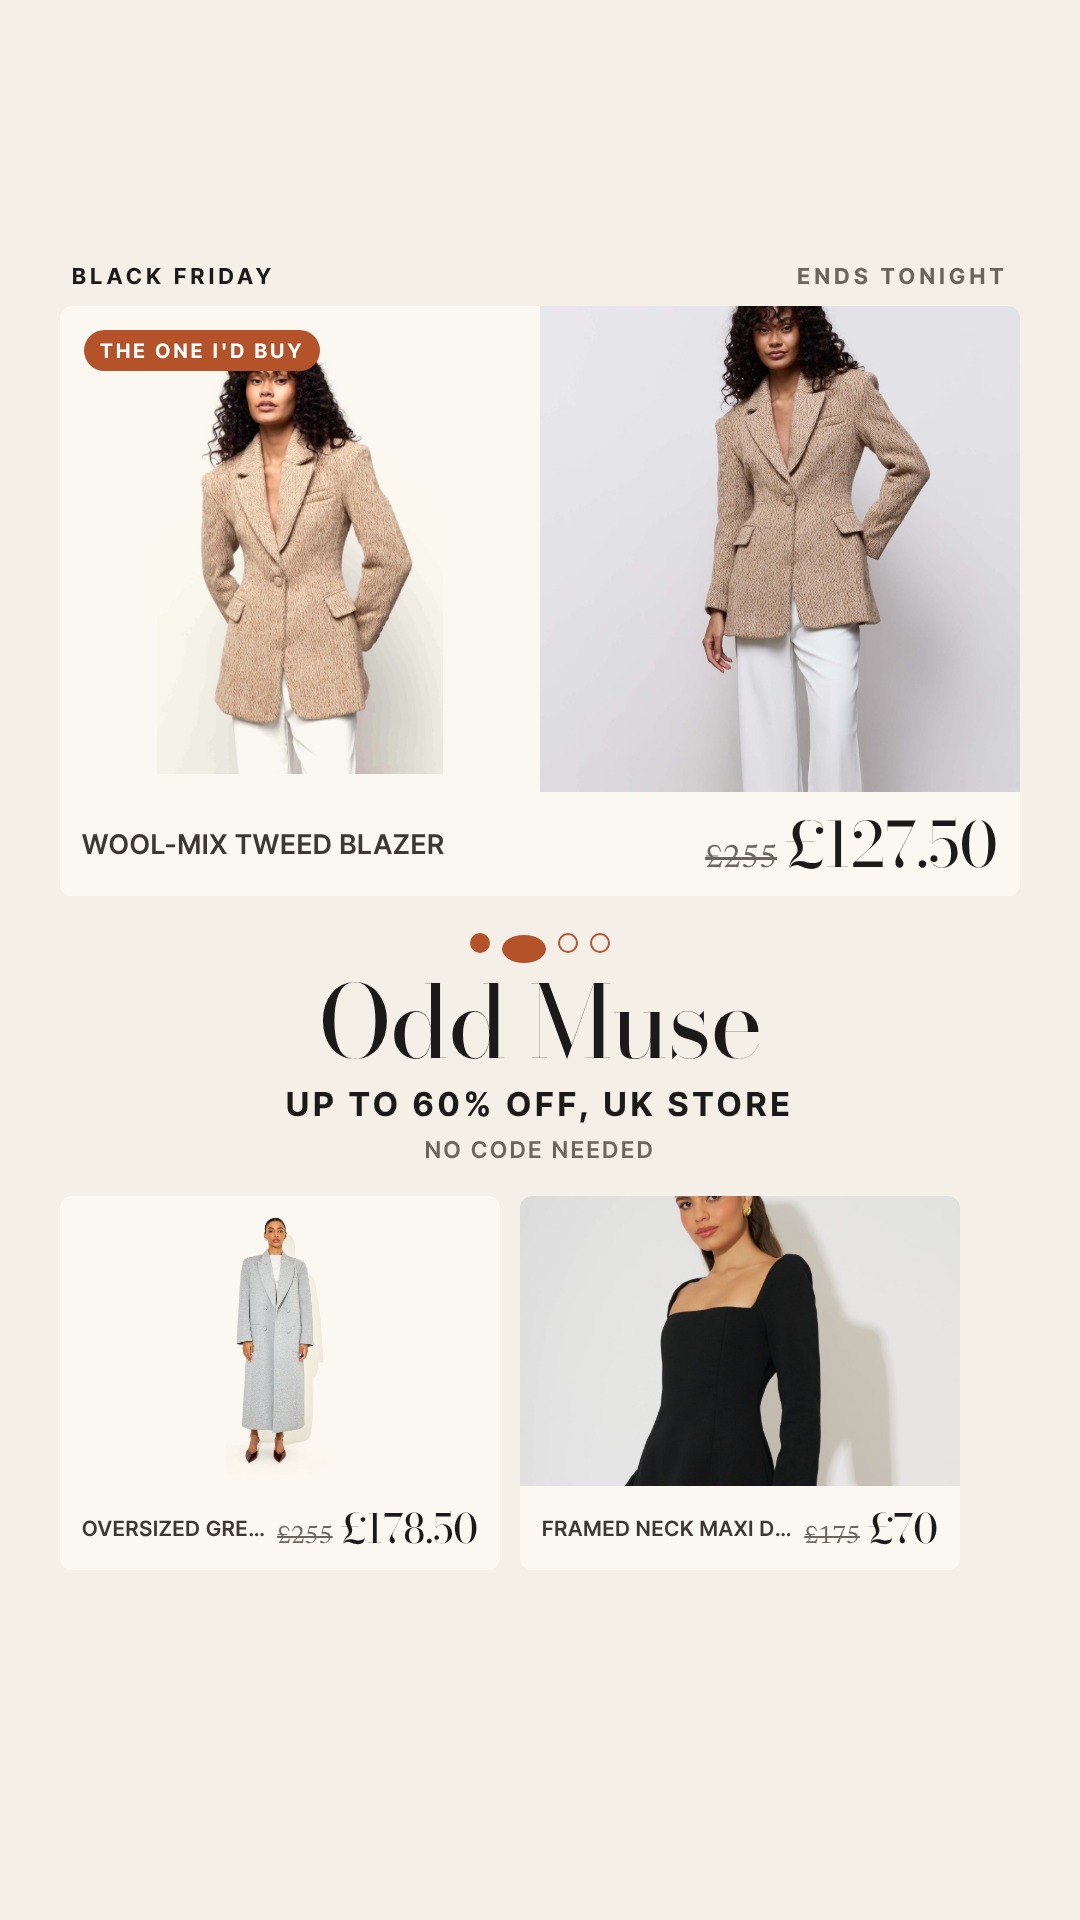 BLACK FRIDAY
ENDS TONIGHT
THE ONE I'D BUY
WOOL-MIX TWEED BLAZER
£255 £127.50
Odd Muse
UP TO 60% OFF, UK STORE
NO CODE NEEDED
OVERSIZED GRE... £255 £178.50
FRAMED NECK MAXI D... £175 £70